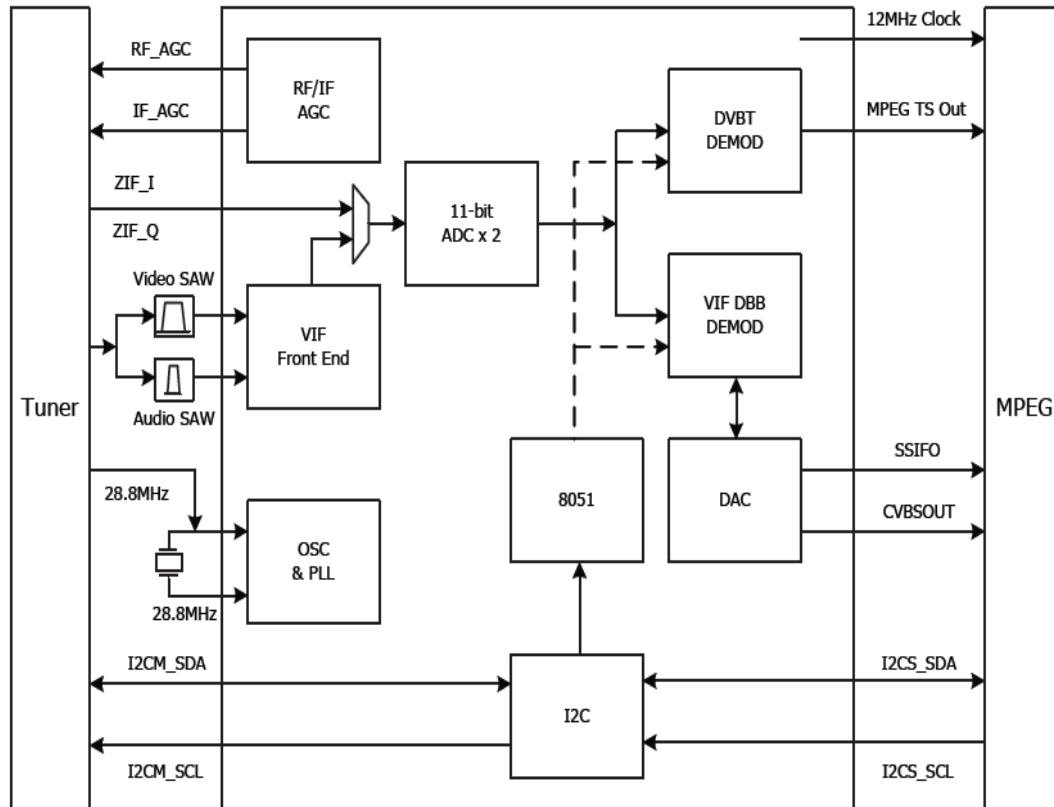 12MHz Clock
RF_AGC
RF/IF
AGC
IF_AGC
DVBT
DEMOD
MPEG TS Out
ZIF_I
ZIF_Q
11-bit
ADC x 2
Video SAW
VIF
Front End
VIF DBB
DEMOD
Audio SAW
Tuner
MPEG
28.8MHz
OSC
& PLL
28.8MHz
8051
DAC
SSIFO
CVBSOUT
I2CM_SDA
I2C
I2CS_SDA
I2CM_SCL
I2CS_SCL